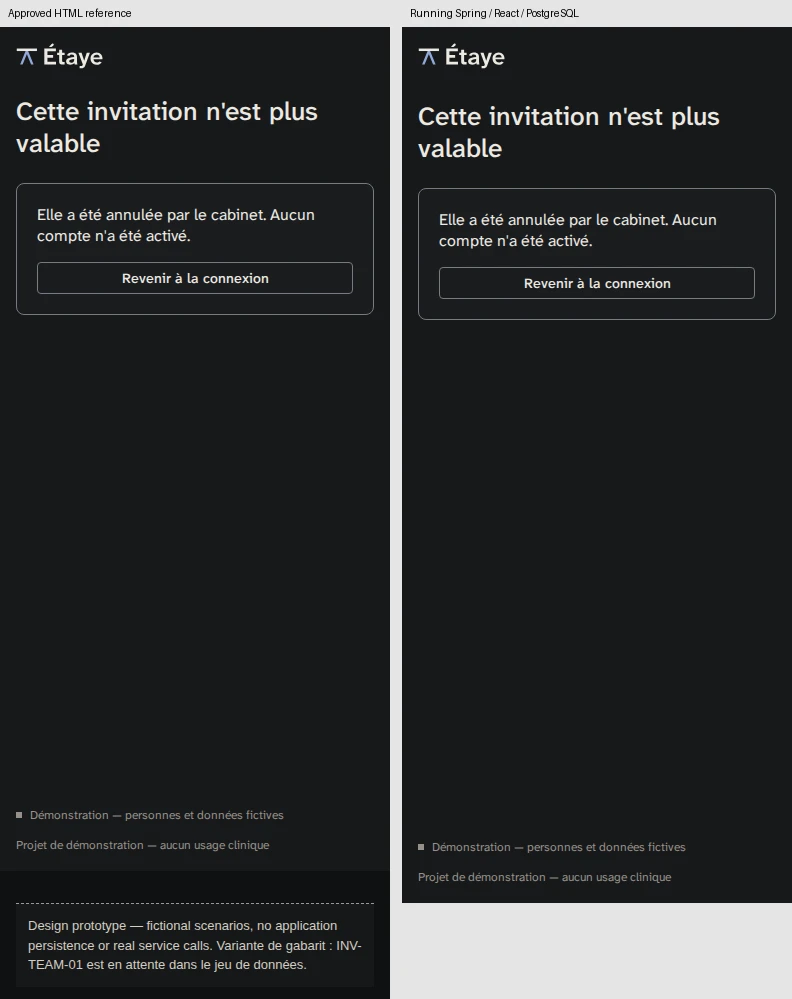 Approved HTML reference
Étaye
Cette invitation n'est plus
valable
Elle a été annulée par le cabinet. Aucun
compte n'a été activé.
Revenir à la connexion
Démonstration — personnes et données fictives
Projet de démonstration — aucun usage clinique
Design prototype — fictional scenarios, no application
persistence or real service calls. Variante de gabarit : INV-
TEAM-01 est en attente dans le jeu de données.
Running Spring / React / PostgreSQL
Étaye
Cette invitation n'est plus
valable
Elle a été annulée par le cabinet. Aucun
compte n'a été activé.
Revenir à la connexion
Démonstration — personnes et données fictives
Projet de démonstration — aucun usage clinique